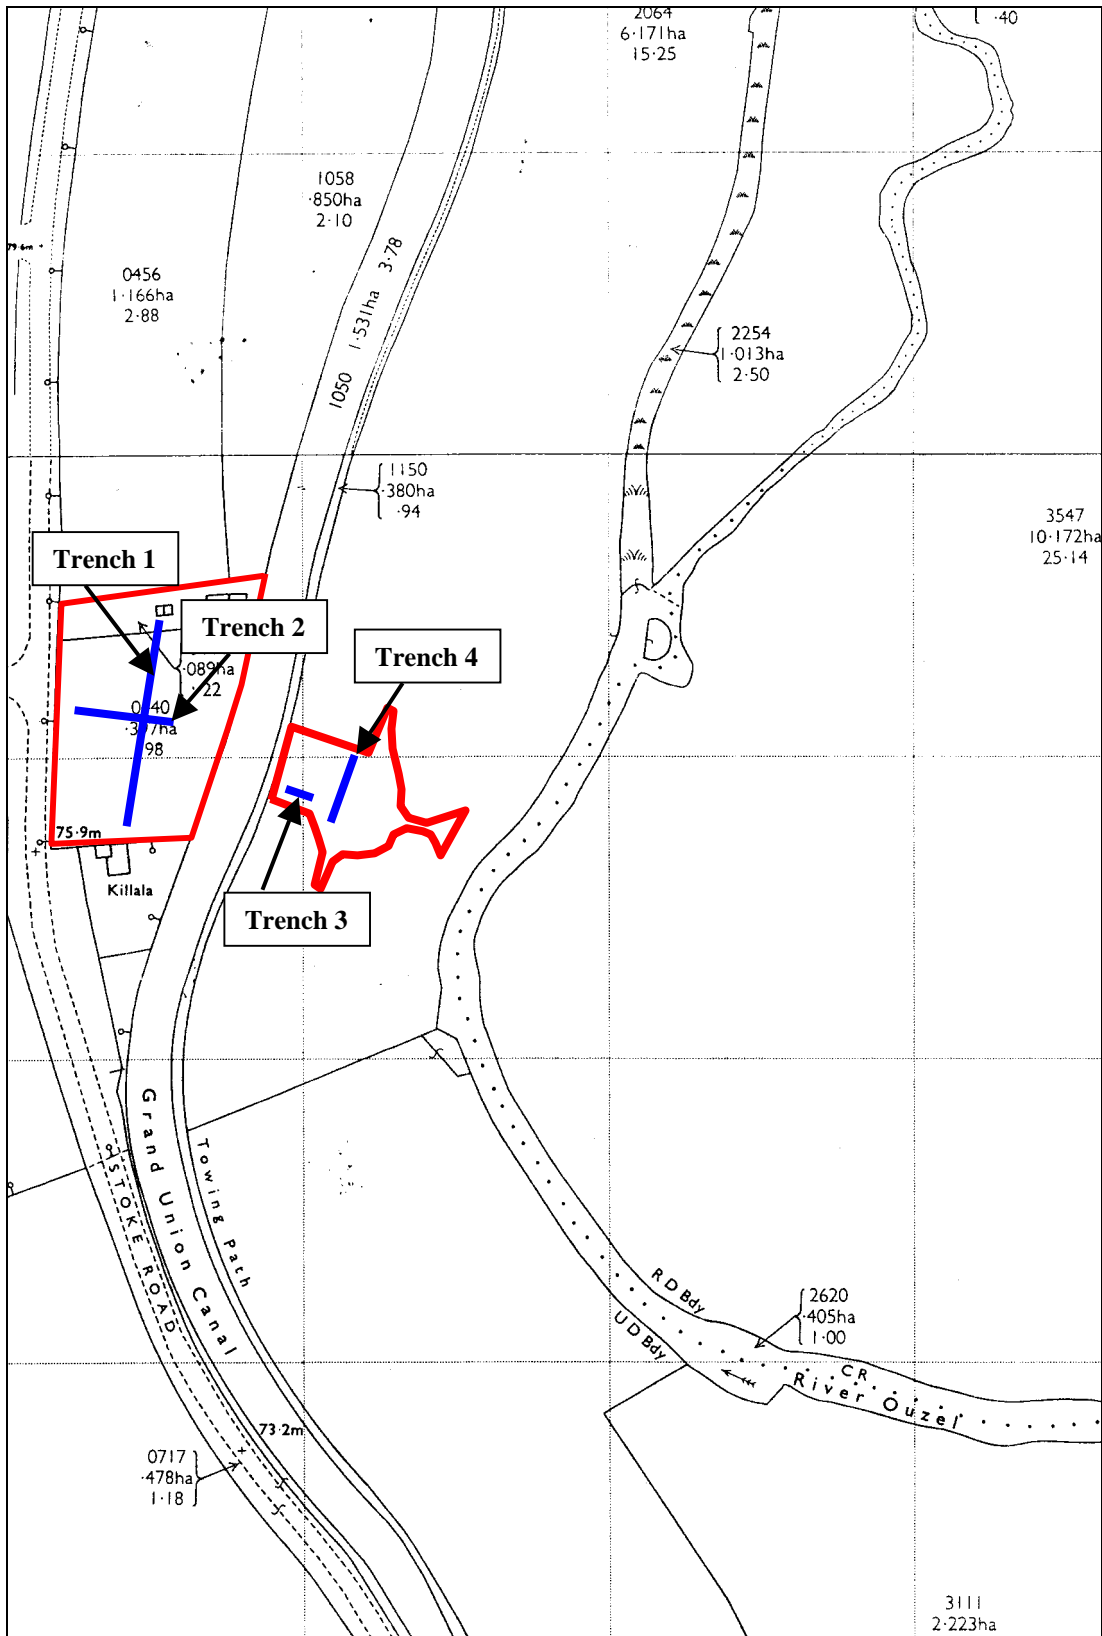 2064
6·171ha
15·25
·40
1058
·850ha
2·10
79·6m
0456
1·166ha
2·88
1050 1·531ha 3·78
2254
1·013ha
2·50
1150
·380ha
·94
3547
10·172ha
25·14
Trench 1
Trench 2
Trench 4
·089ha
·22
98
75·9m
Killala
Trench 3
Grand Union Canal
Towing Path
STOKE ROAD
R D Bdy
U D Bdy
2620
·405ha
1·00
C R
River Ouzel
73·2m
0717
·478ha
1·18
3111
2·223ha